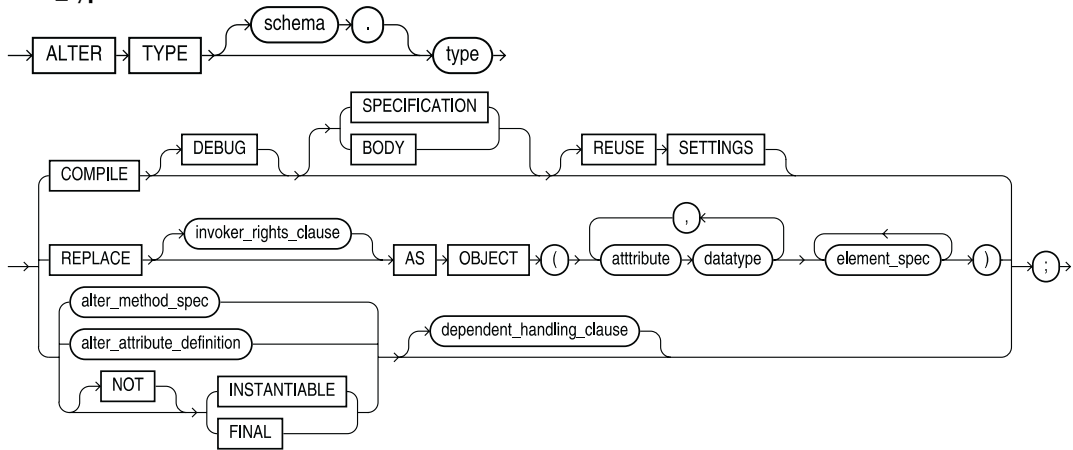 ALTER TYPE schema . type
SPECIFICATION
DEBUG
BODY
REUSE SETTINGS
COMPILE
,
invoker_rights_clause
REPLACE AS OBJECT ( atttribute datatype element_spec ) ;
alter_method_spec
dependent_handling_clause
alter_attribute_definition
NOT
INSTANTIABLE
FINAL